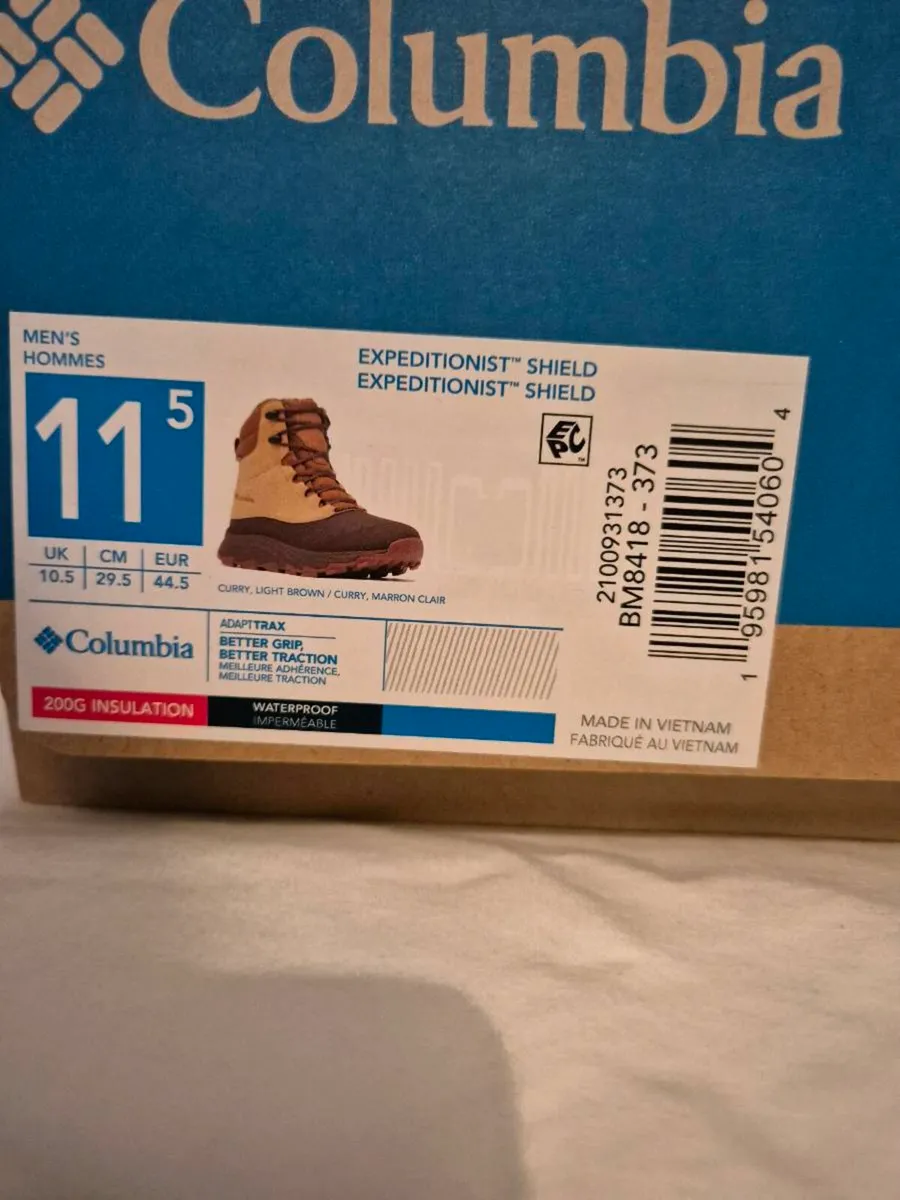 Columbia
MEN'S
HOMMES
11 5
UK CM EUR
10.5 29.5 44.5
EXPEDITIONIST™ SHIELD
EXPEDITIONIST™ SHIELD
EPC™
CURRY, LIGHT BROWN / CURRY, MARRON CLAIR
2100931373
BM8418 - 373
1 95981 54060 4
Columbia
ADAPTTRAX
BETTER GRIP,
BETTER TRACTION
MEILLEURE ADHÉRENCE,
MEILLEURE TRACTION
200G INSULATION
WATERPROOF
IMPERMÉABLE
MADE IN VIETNAM
FABRIQUÉ AU VIETNAM